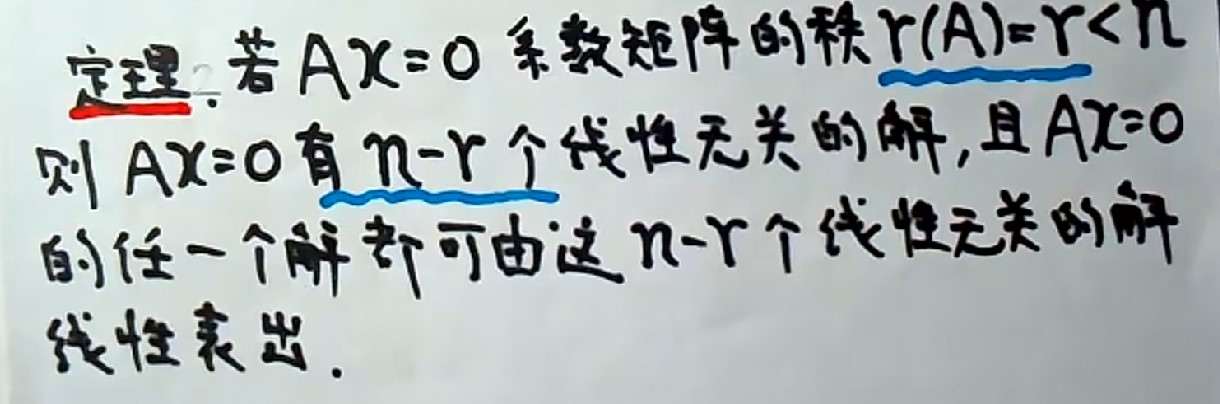 定理. 若 Ax=0 系数矩阵的秩 r(A)=r<n
则 Ax=0 有 n-r 个线性无关的解,且 Ax=0
的任一个解都可由这 n-r 个线性无关的解
线性表出.